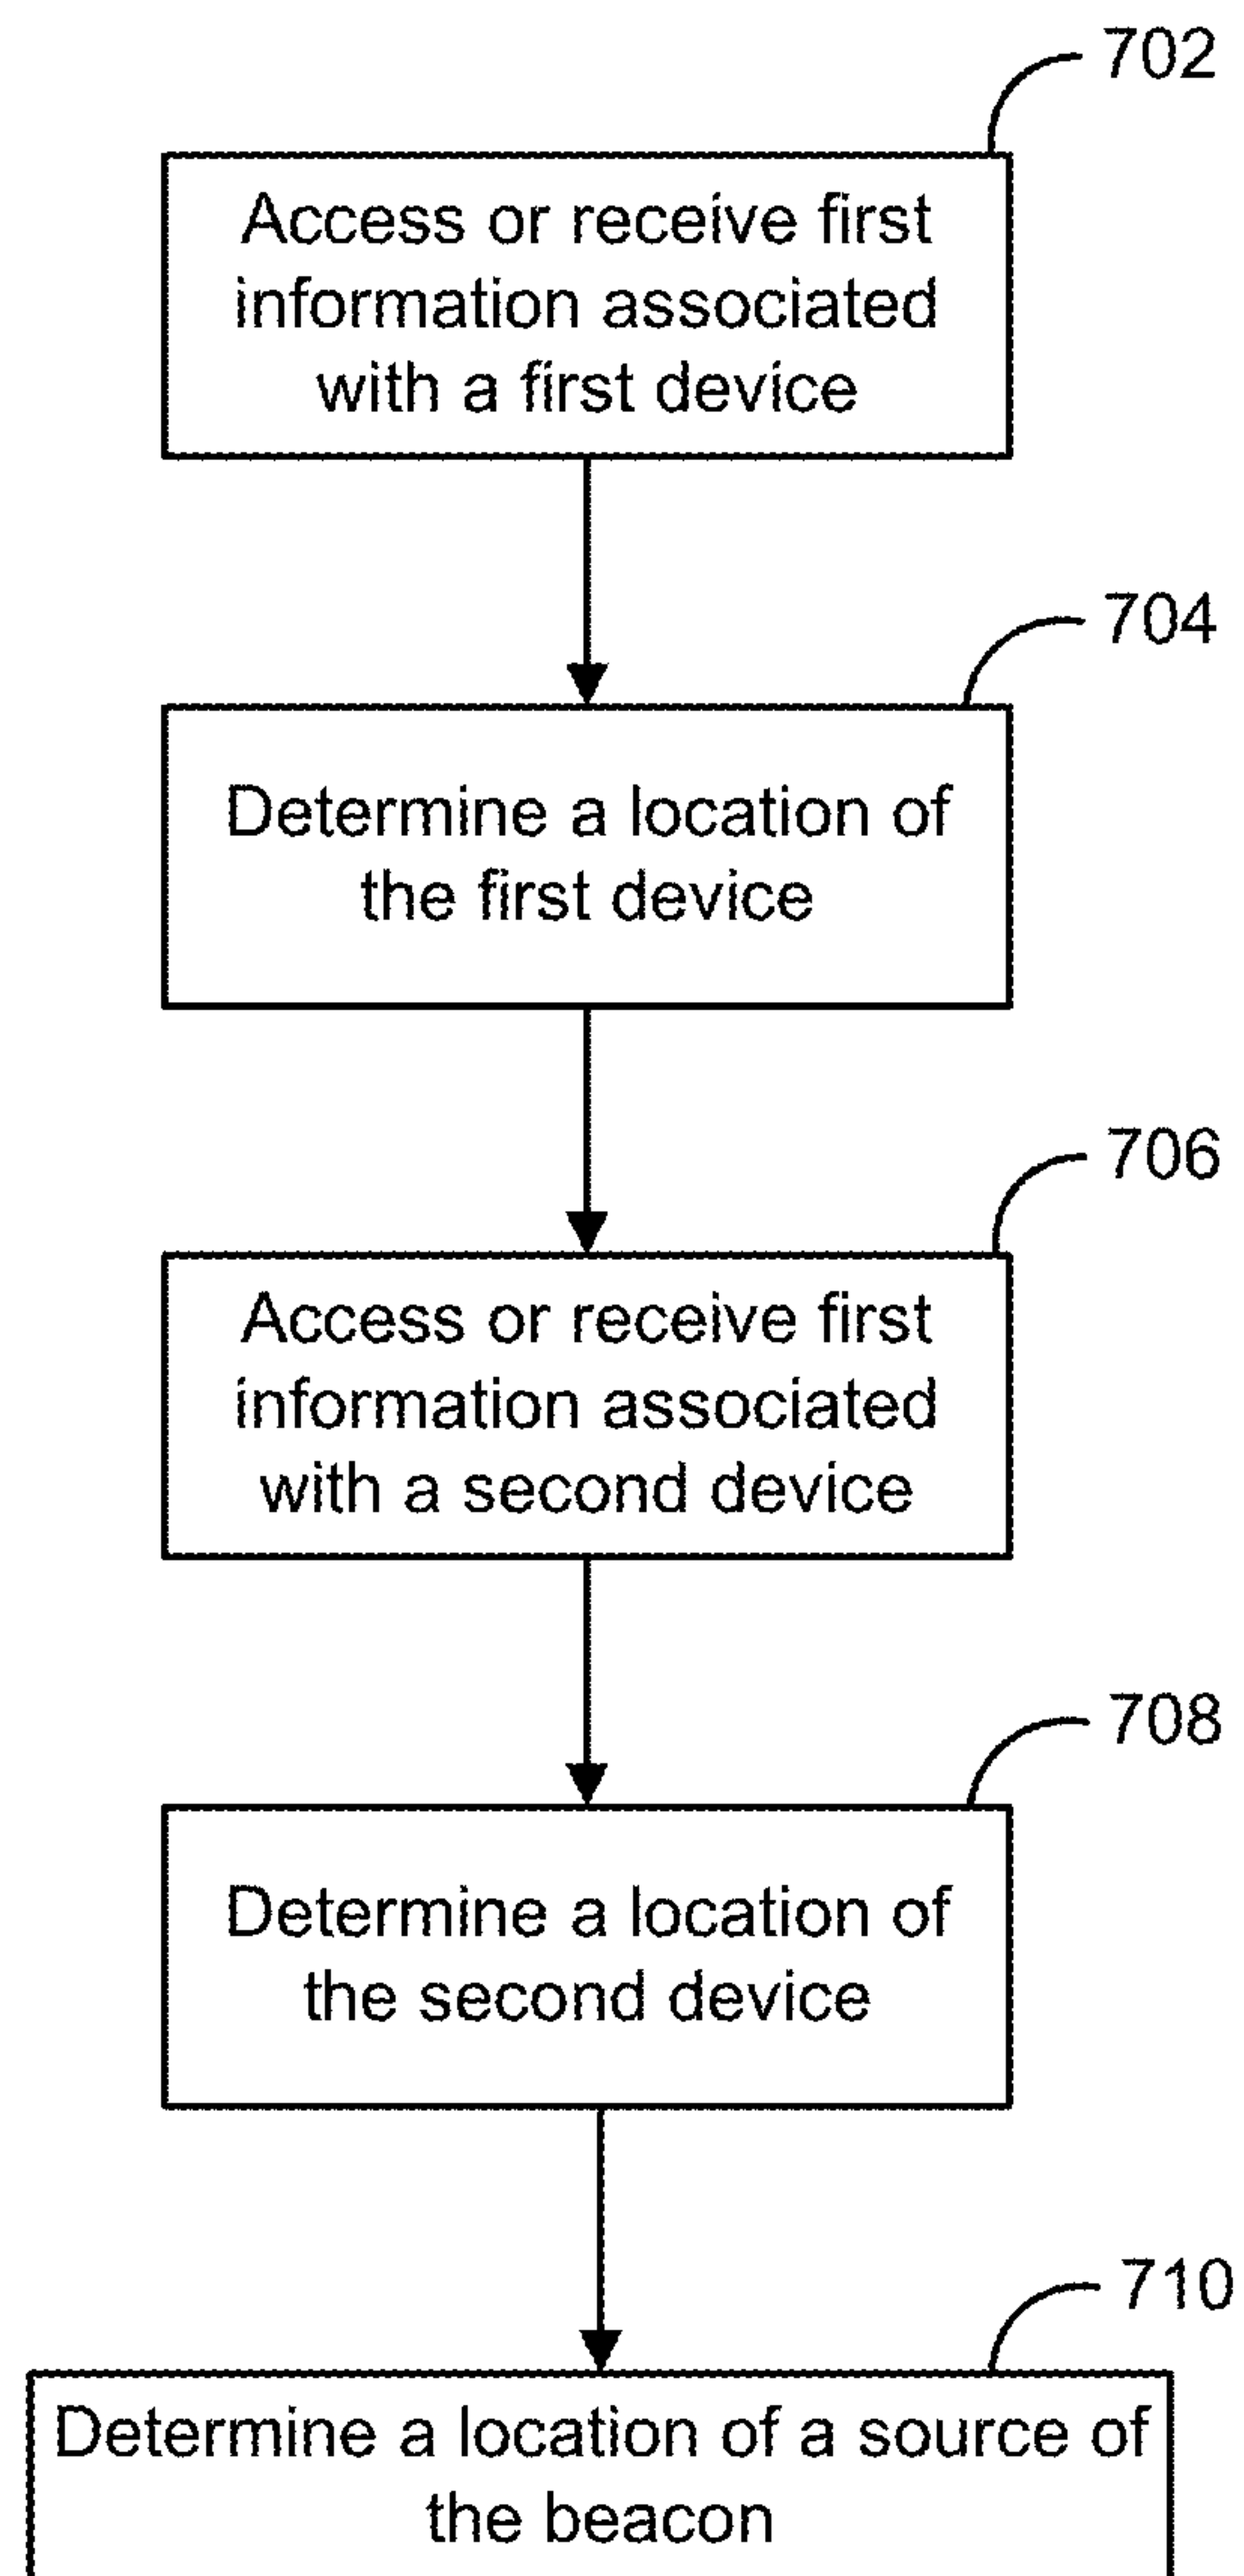 702
Access or receive first
information associated
with a first device
704
Determine a location of
the first device
706
Access or receive first
information associated
with a second device
708
Determine a location of
the second device
710
Determine a location of a source of
the beacon